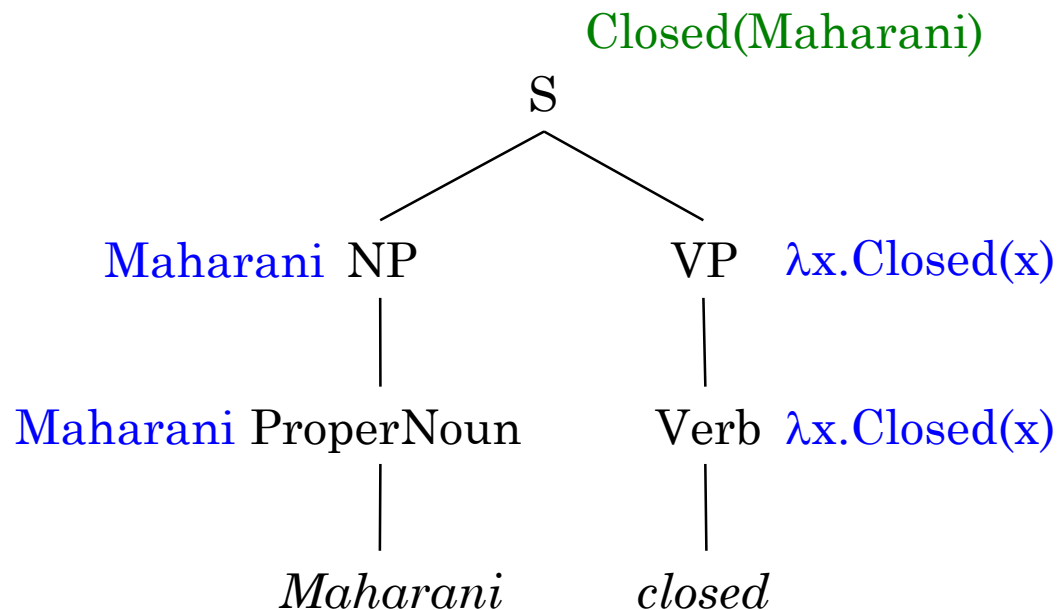 Closed(Maharani)
S
Maharani NP VP λx.Closed(x)
Maharani ProperNoun Verb λx.Closed(x)
Maharani closed